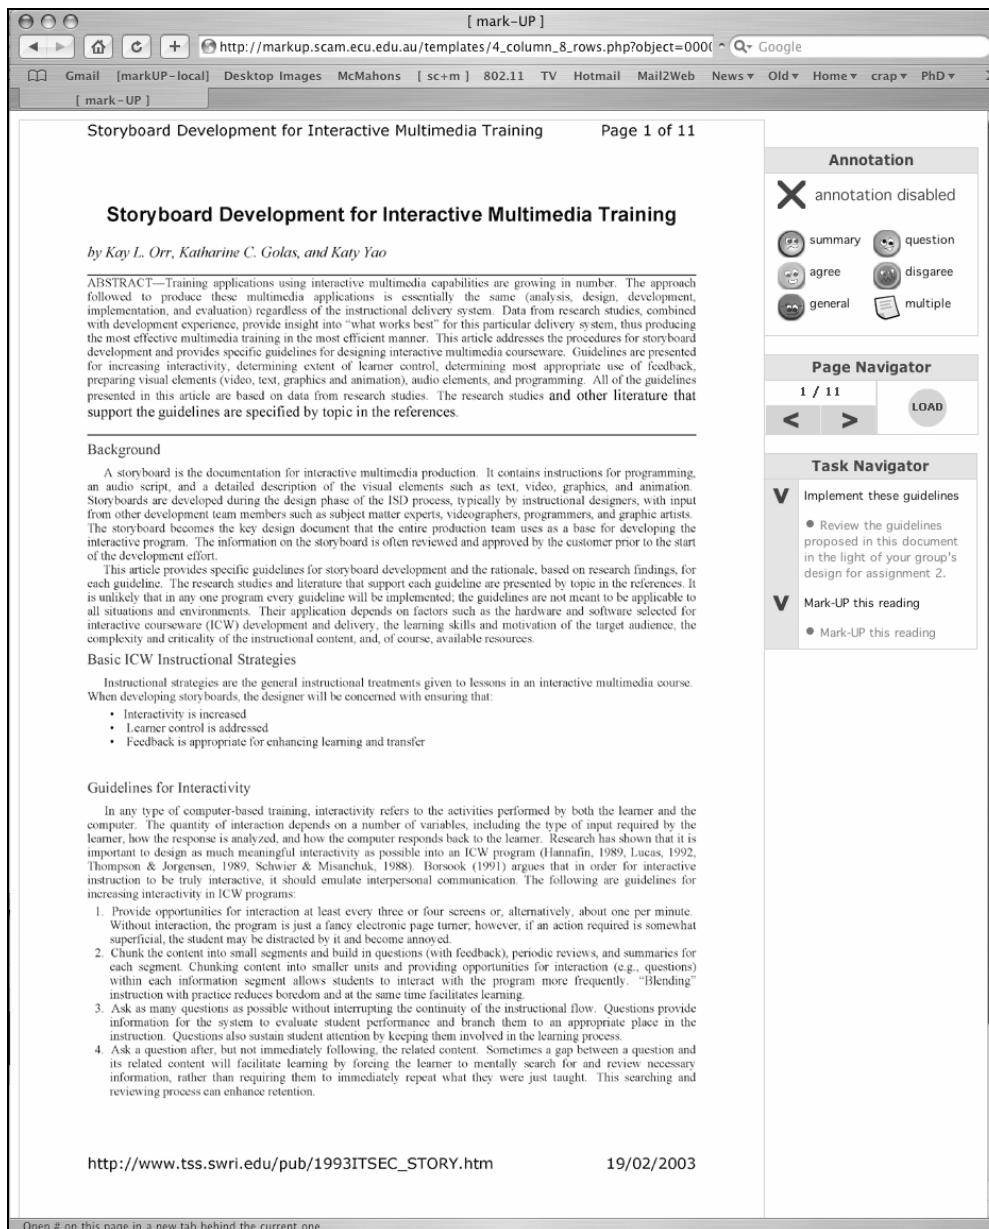 [ mark-UP ]
http://markup.scam.ecu.edu.au/templates/4_column_8_rows.php?object=000(
Google
Gmail [markUP-local] Desktop Images McMahons [ sc+m ] 802.11 TV Hotmail Mail2Web News Old Home crap PhD
[ mark-UP ]
Storyboard Development for Interactive Multimedia Training Page 1 of 11
Storyboard Development for Interactive Multimedia Training
by Kay L. Orr, Katharine C. Golas, and Katy Yao
ABSTRACT—Training applications using interactive multimedia capabilities are growing in number. The approach
followed to produce these multimedia applications is essentially the same (analysis, design, development,
implementation, and evaluation) regardless of the instructional delivery system. Data from research studies, combined
with development experience, provide insight into "what works best" for this particular delivery system, thus producing
the most effective multimedia training in the most efficient manner. This article addresses the procedures for storyboard
development and provides specific guidelines for designing interactive multimedia courseware. Guidelines are presented
for increasing interactivity, determining extent of learner control, determining most appropriate use of feedback,
preparing visual elements (video, text, graphics and animation), audio elements, and programming. All of the guidelines
presented in this article are based on data from research studies. The research studies and other literature that
support the guidelines are specified by topic in the references.
Background
A storyboard is the documentation for interactive multimedia production. It contains instructions for programming,
an audio script, and a detailed description of the visual elements such as text, video, graphics, and animation.
Storyboards are developed during the design phase of the ISD process, typically by instructional designers, with input
from other development team members such as subject matter experts, videographers, programmers, and graphic artists.
The storyboard becomes the key design document that the entire production team uses as a base for developing the
interactive program. The information on the storyboard is often reviewed and approved by the customer prior to the start
of the development effort.
This article provides specific guidelines for storyboard development and the rationale, based on research findings, for
each guideline. The research studies and literature that support each guideline are presented by topic in the references. It
is unlikely that in any one program every guideline will be implemented; the guidelines are not meant to be applicable to
all situations and environments. Their application depends on factors such as the hardware and software selected for
interactive courseware (ICW) development and delivery, the learning skills and motivation of the target audience, the
complexity and criticality of the instructional content, and, of course, available resources.
Basic ICW Instructional Strategies
Instructional strategies are the general instructional treatments given to lessons in an interactive multimedia course.
When developing storyboards, the designer will be concerned with ensuring that:
• Interactivity is increased
• Learner control is addressed
• Feedback is appropriate for enhancing learning and transfer
Guidelines for Interactivity
In any type of computer-based training, interactivity refers to the activities performed by both the learner and the
computer. The quantity of interaction depends on a number of variables, including the type of input required by the
learner, how the response is analyzed, and how the computer responds back to the learner. Research has shown that it is
important to design as much meaningful interactivity as possible into an ICW program (Hannafin, 1989, Lucas, 1992,
Thompson & Jorgensen, 1989, Schwier & Misanchuk, 1988). Borsook (1991) argues that in order for interactive
instruction to be truly interactive, it should emulate interpersonal communication. The following are guidelines for
increasing interactivity in ICW programs:
1. Provide opportunities for interaction at least every three or four screens or, alternatively, about one per minute.
Without interaction, the program is just a fancy electronic page turner; however, if an action required is somewhat
superficial, the student may be distracted by it and become annoyed.
2. Chunk the content into small segments and build in questions (with feedback), periodic reviews, and summaries for
each segment. Chunking content into smaller units and providing opportunities for interaction (e.g., questions)
within each information segment allows students to interact with the program more frequently. "Blending"
instruction with practice reduces boredom and at the same time facilitates learning.
3. Ask as many questions as possible without interrupting the continuity of the instructional flow. Questions provide
information for the system to evaluate student performance and branch them to an appropriate place in the
instruction. Questions also sustain student attention by keeping them involved in the learning process.
4. Ask a question after, but not immediately following, the related content. Sometimes a gap between a question and
its related content will facilitate learning by forcing the learner to mentally search for and review necessary
information, rather than requiring them to immediately repeat what they were just taught. This searching and
reviewing process can enhance retention.
http://www.tss.swri.edu/pub/1993ITSEC_STORY.htm 19/02/2003
Annotation
annotation disabled
summary question
agree disgaree
general multiple
Page Navigator
1 / 11
< > LOAD
Task Navigator
V Implement these guidelines
• Review the guidelines
proposed in this document
in the light of your group's
design for assignment 2.
V Mark-UP this reading
• Mark-UP this reading
Open # on this page in a new tab behind the current one